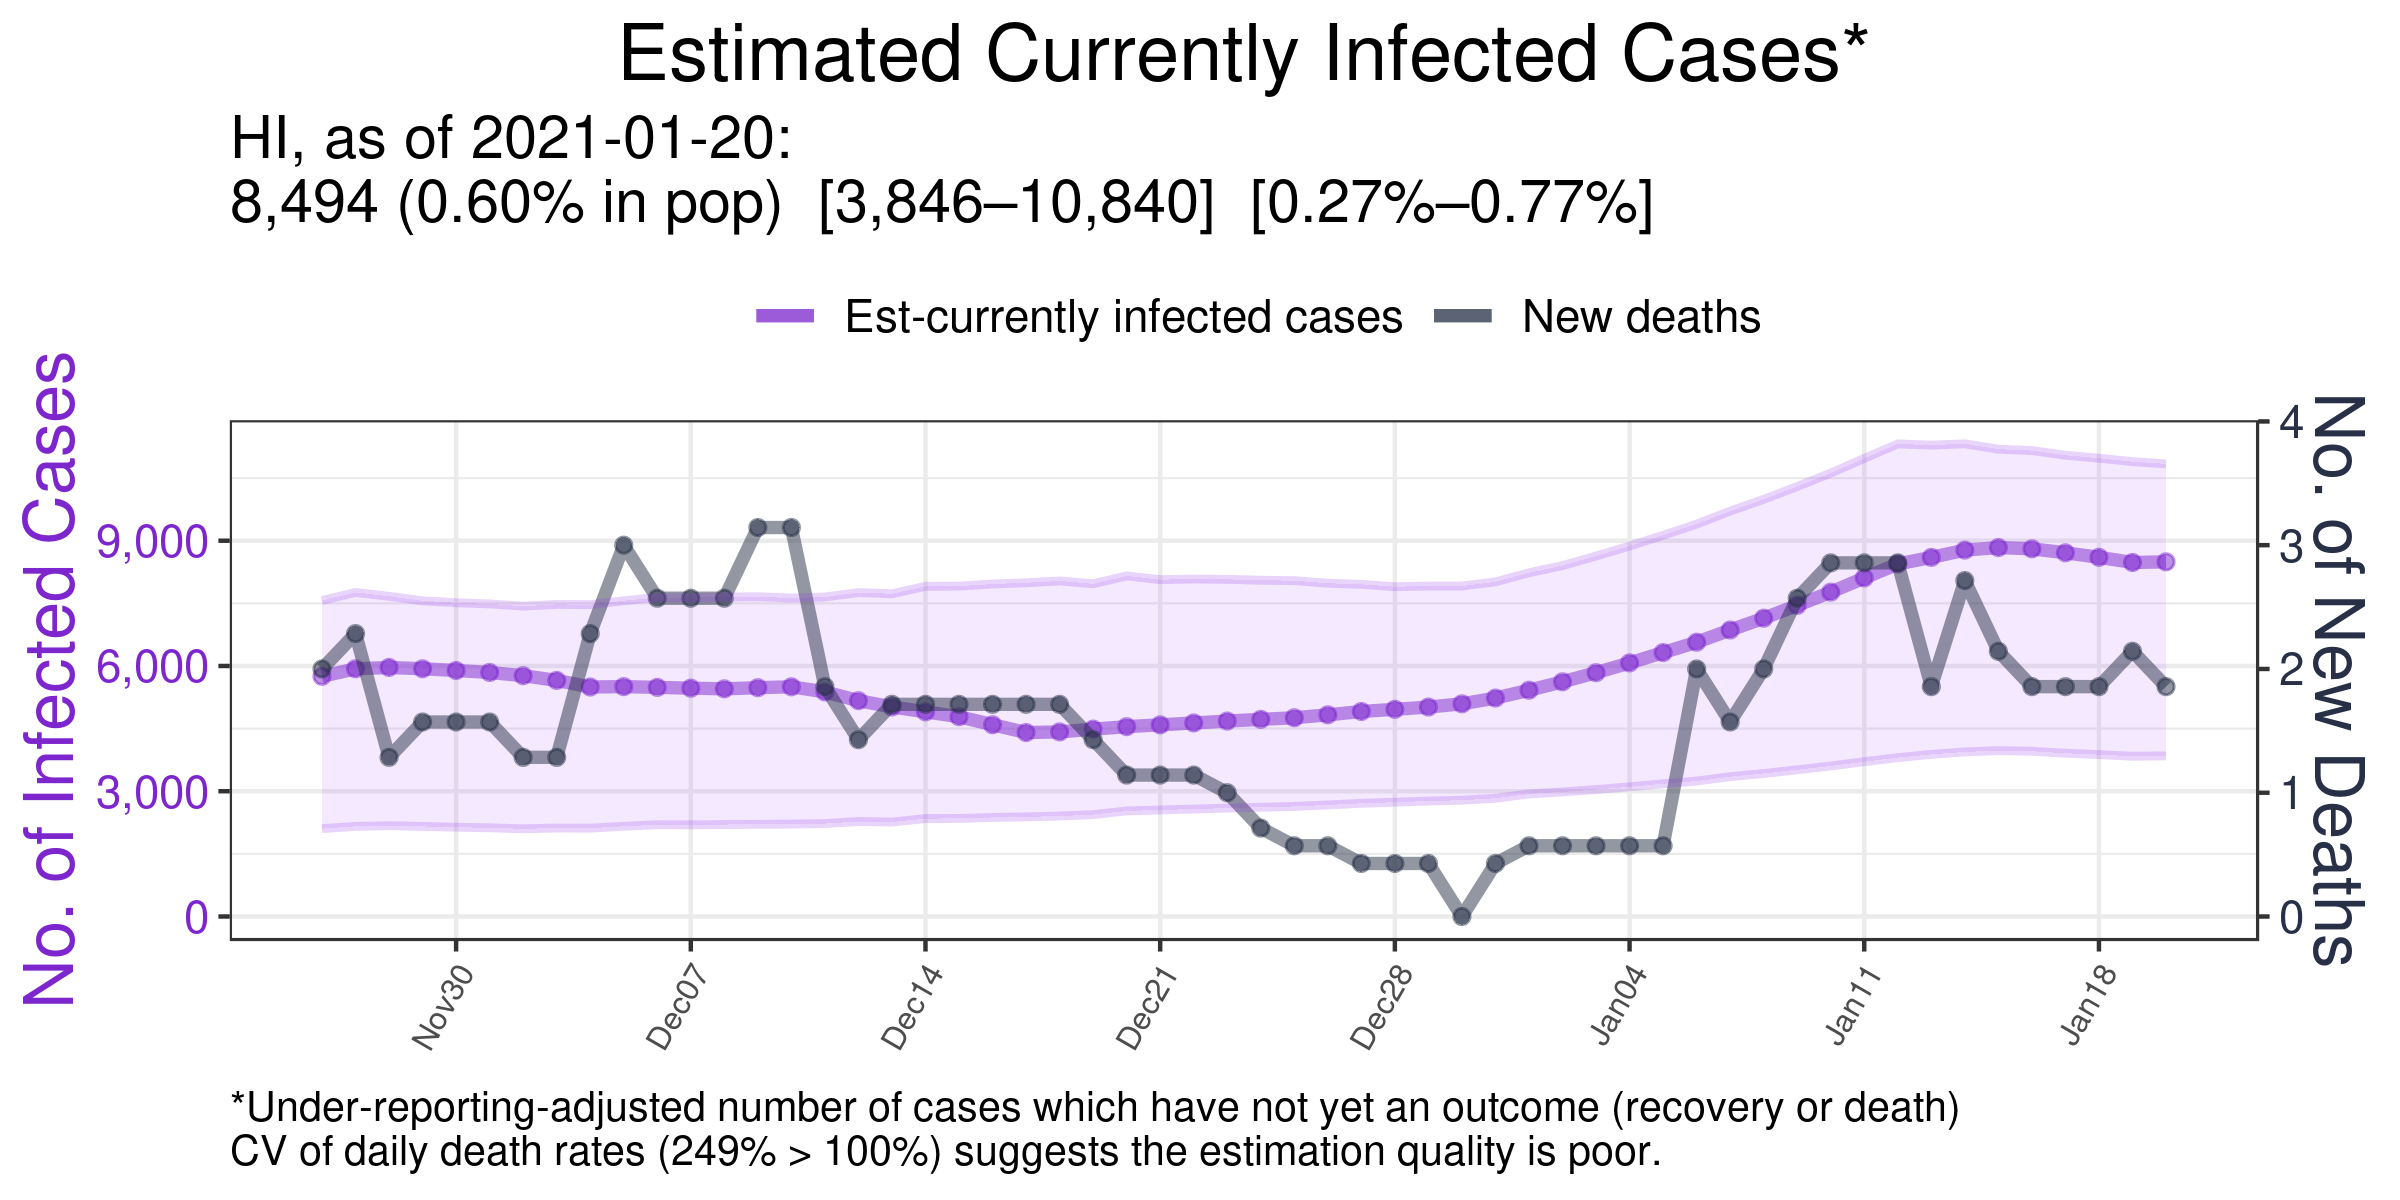 Estimated Currently Infected Cases*
HI, as of 2021-01-20:
8,494 (0.60% in pop)  [3,846–10,840]  [0.27%–0.77%]
Est-currently infected cases
New deaths
No. of Infected Cases
9,000
6,000
3,000
0
4
3
2
1
0
No. of New Deaths
Nov30
Dec07
Dec14
Dec21
Dec28
Jan04
Jan11
Jan18
*Under-reporting-adjusted number of cases which have not yet an outcome (recovery or death)
CV of daily death rates (249% > 100%) suggests the estimation quality is poor.